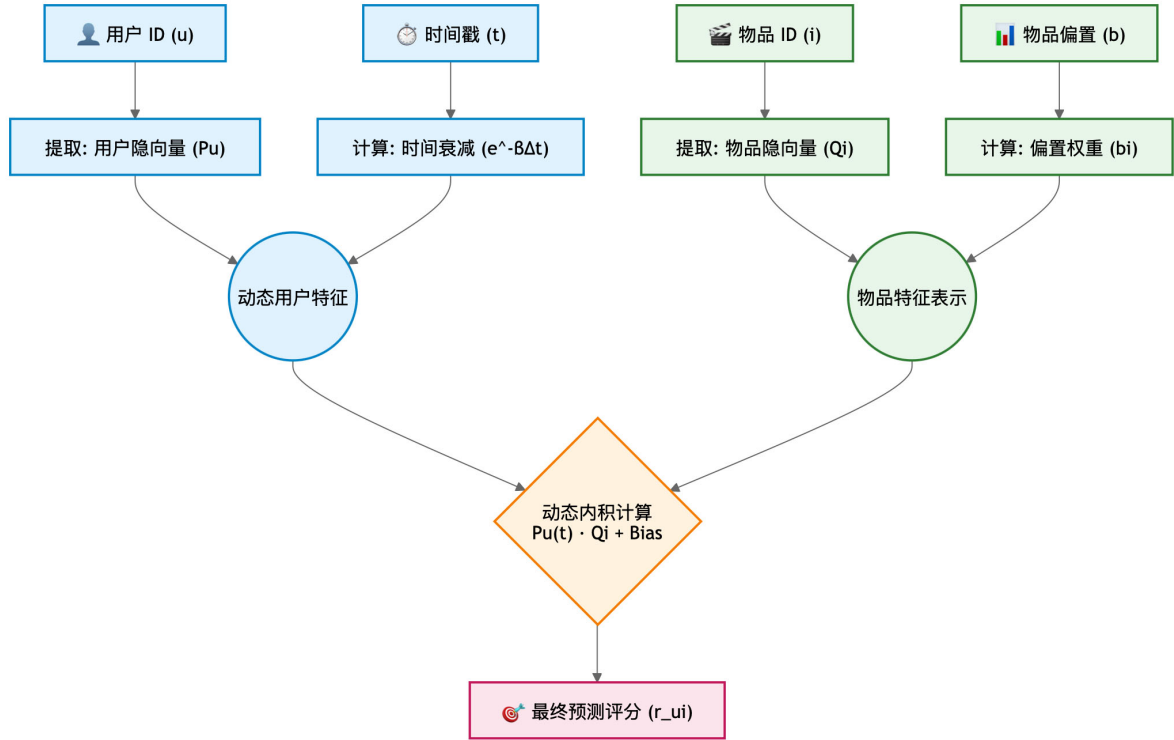 👤 用户 ID (u)
⏱️ 时间戳 (t)
🎬 物品 ID (i)
📊 物品偏置 (b)
提取: 用户隐向量 (Pu)
计算: 时间衰减 (e^-βΔt)
提取: 物品隐向量 (Qi)
计算: 偏置权重 (bi)
动态用户特征
物品特征表示
动态内积计算
Pu(t) · Qi + Bias
🎯 最终预测评分 (r_ui)